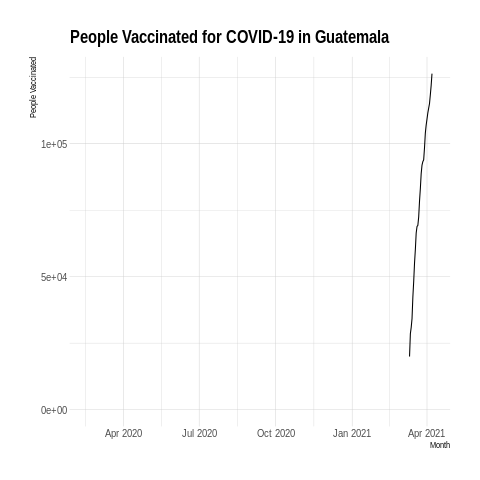 People Vaccinated for COVID-19 in Guatemala
People Vaccinated
1e+05
5e+04
0e+00
Apr 2020 Jul 2020 Oct 2020 Jan 2021 Apr 2021
Month